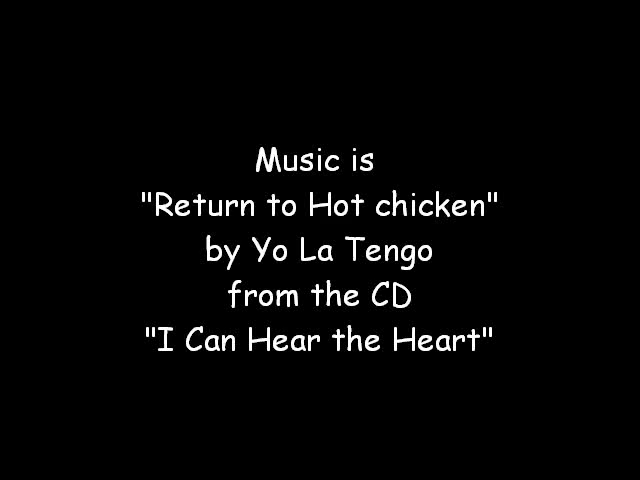 Music is
"Return to Hot chicken"
by Yo La Tengo
from the CD
"I Can Hear the Heart"